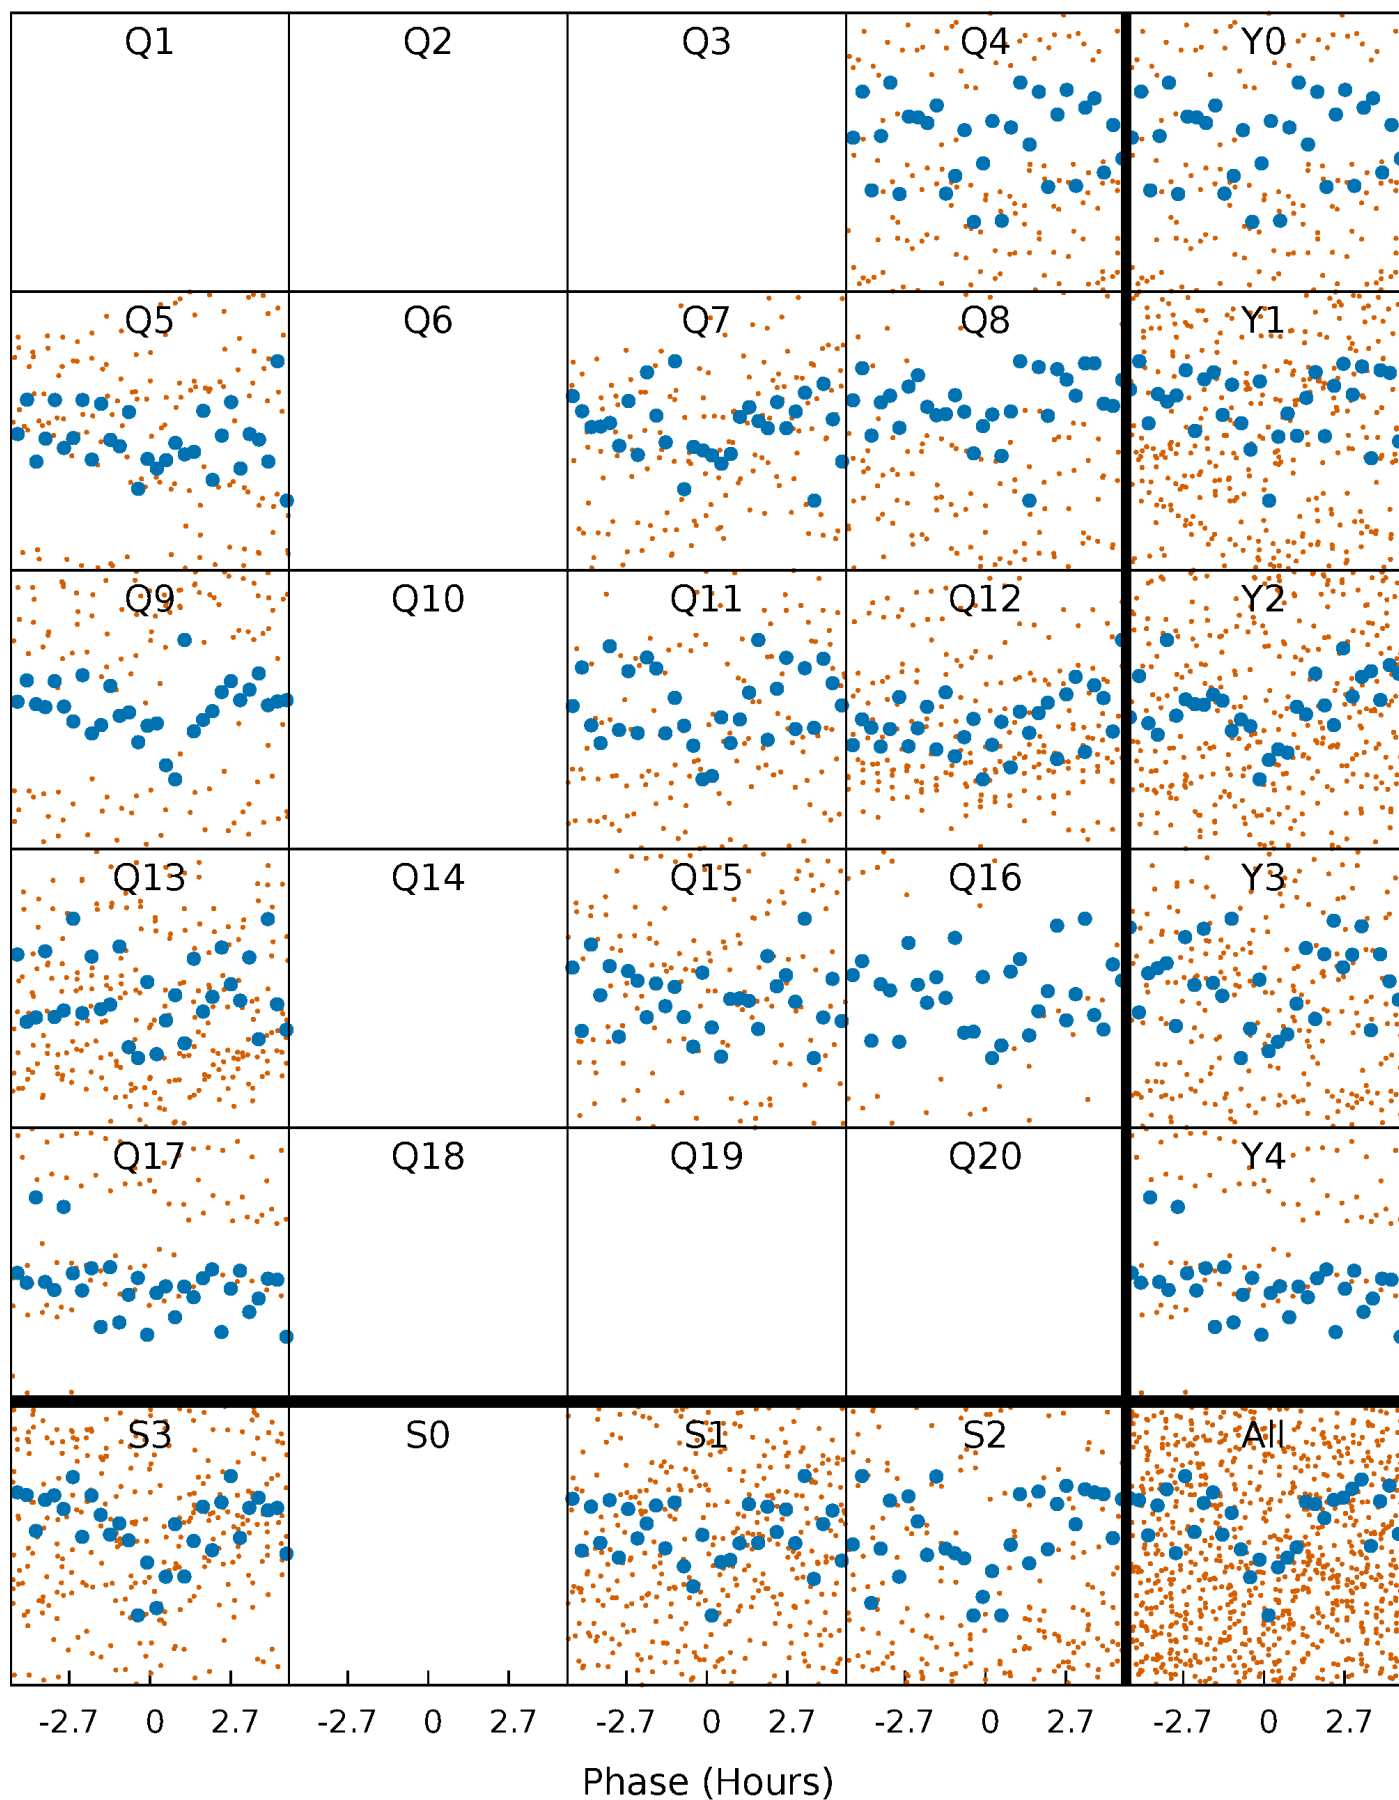 Q1 Q2 Q3 Q4 Y0
Q5 Q6 Q7 Q8 Y1
Q9 Q10 Q11 Q12 Y2
Q13 Q14 Q15 Q16 Y3
Q17 Q18 Q19 Q20 Y4
S3 S0 S1 S2 All
-2.7 0 2.7 -2.7 0 2.7 -2.7 0 2.7 -2.7 0 2.7 -2.7 0 2.7
Phase (Hours)